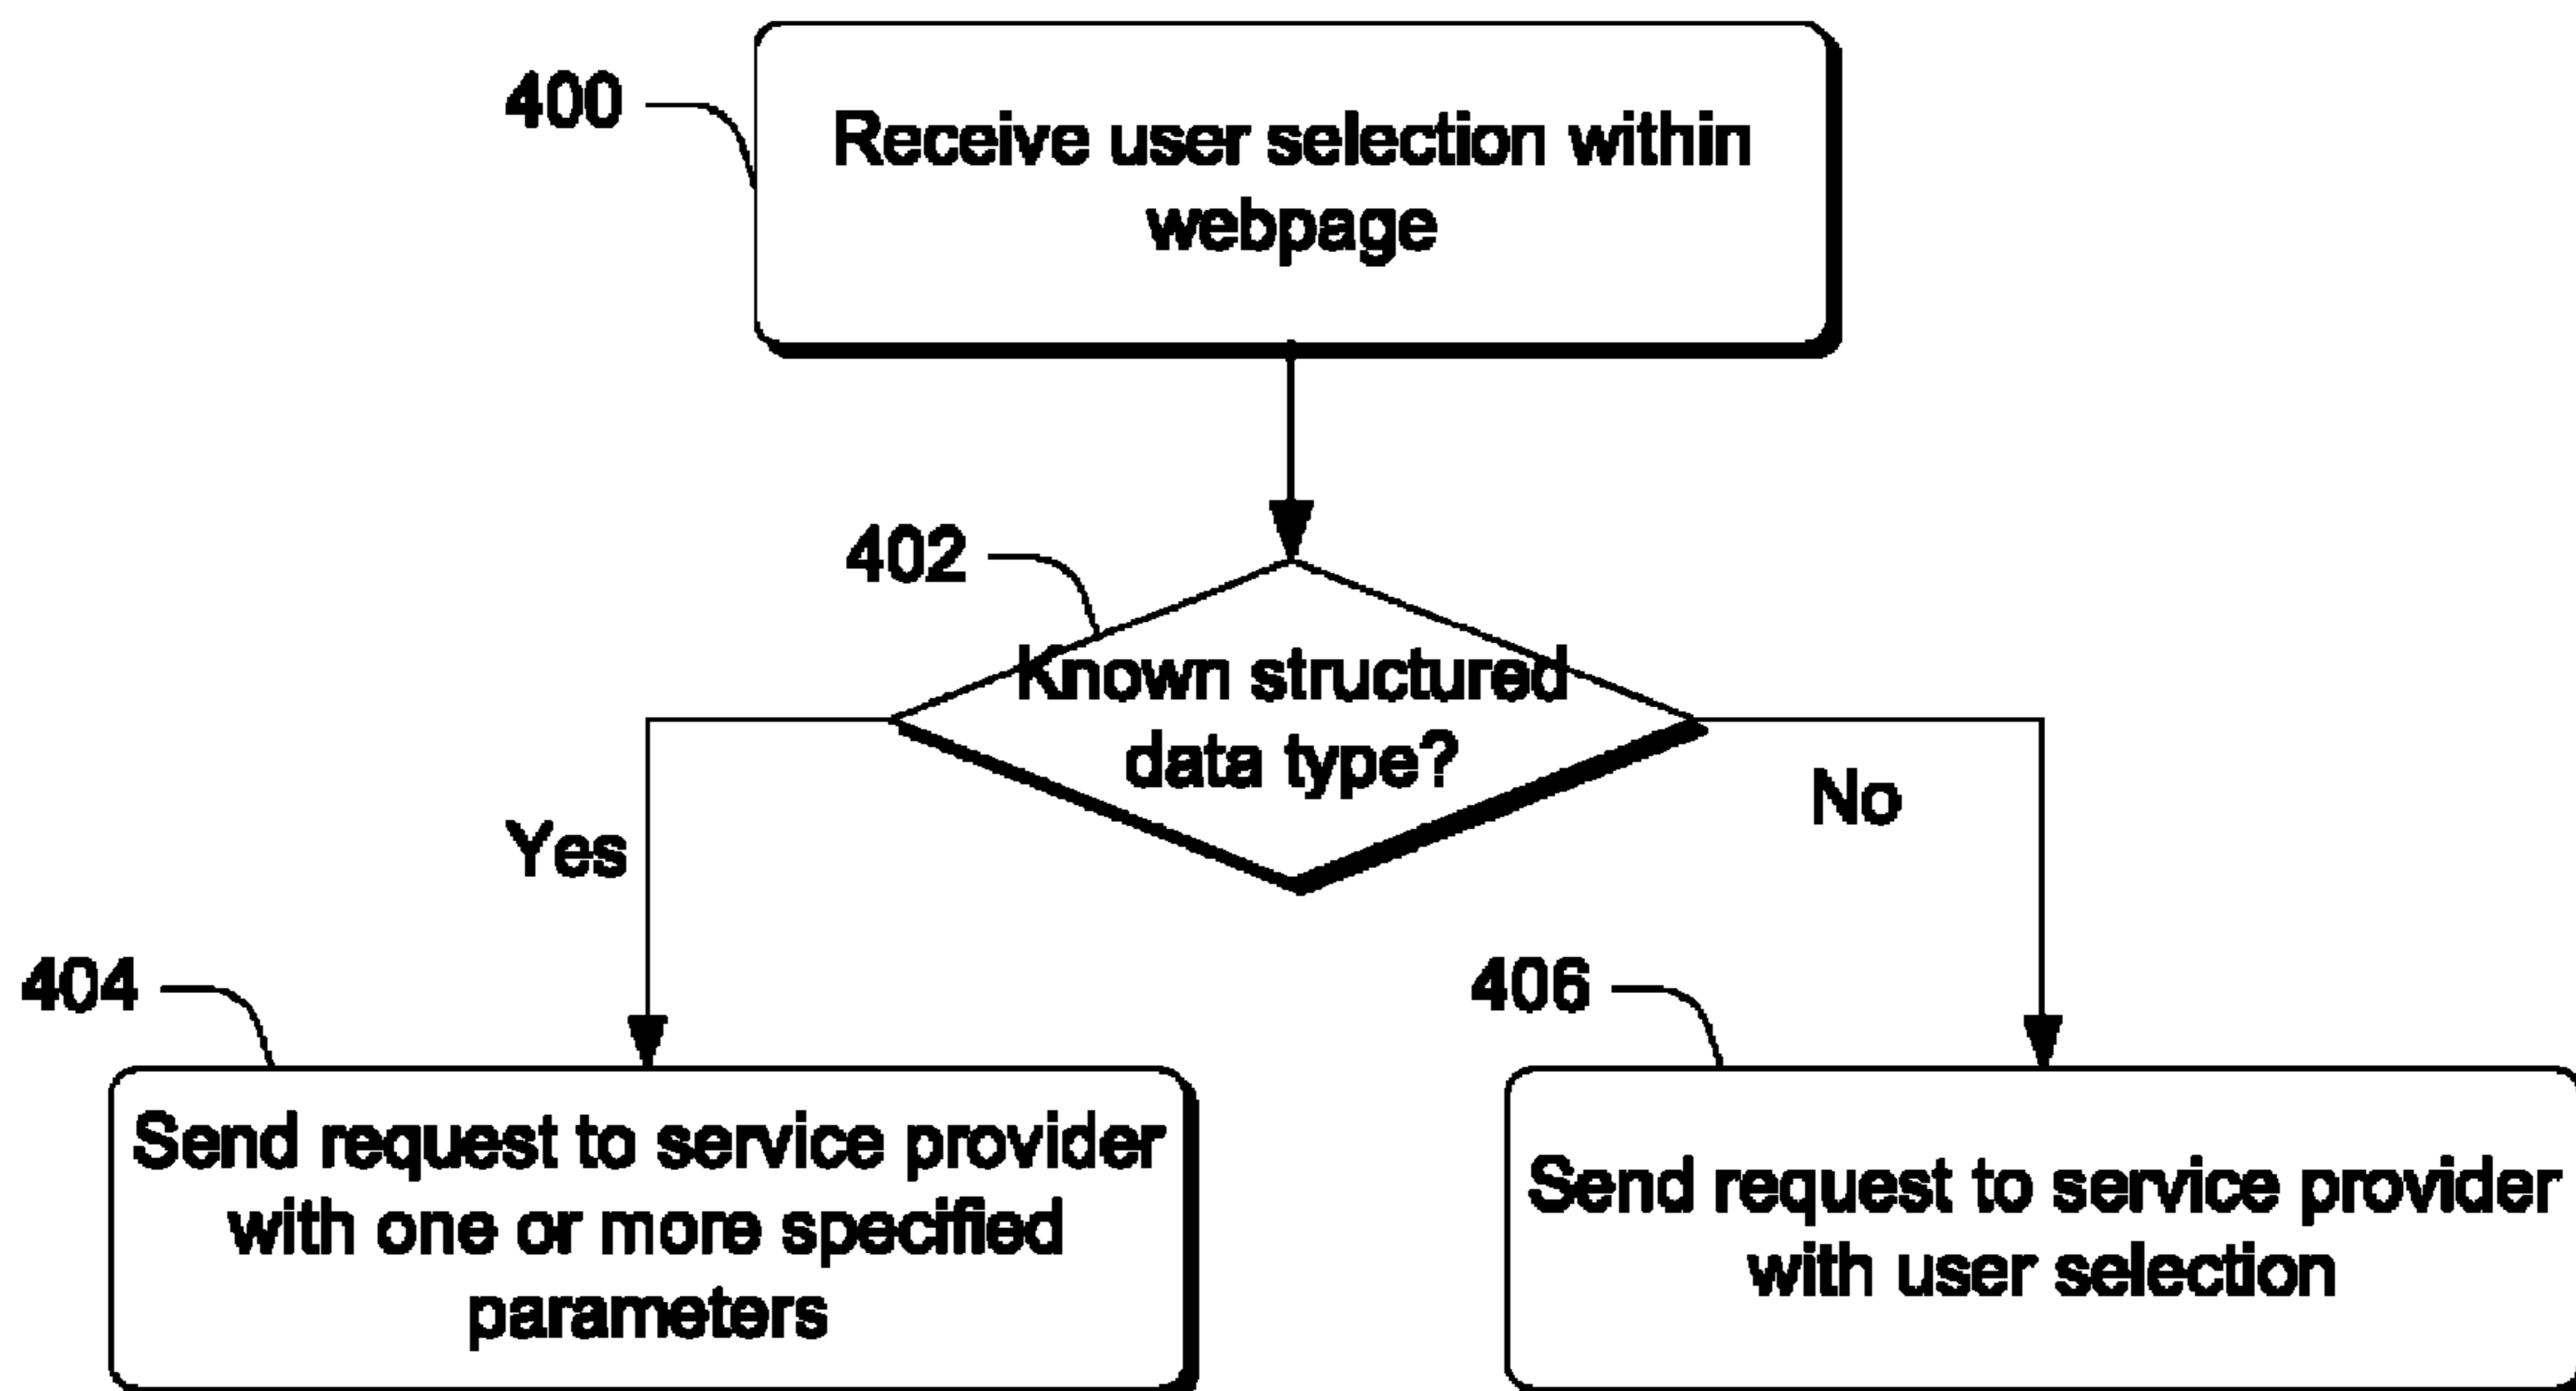 400
Receive user selection within
webpage
402
Known structured
data type?
Yes
No
404
Send request to service provider
with one or more specified
parameters
406
Send request to service provider
with user selection